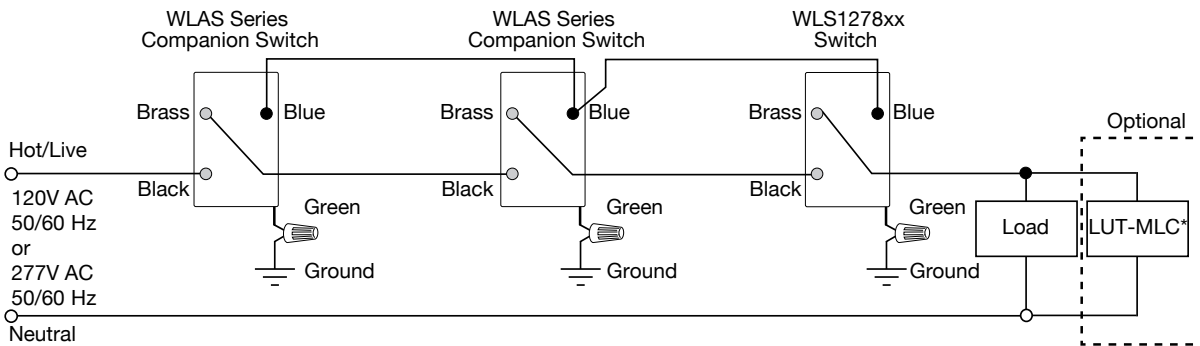 WLAS Series
Companion Switch
WLAS Series
Companion Switch
WLS1278xx
Switch
Brass
Blue
Brass
Blue
Brass
Blue
Optional
Hot/Live
Black
Black
Black
120V AC
50/60 Hz
or
277V AC
50/60 Hz
Green
Green
Green
Load
LUT-MLC*
Ground
Ground
Ground
Neutral